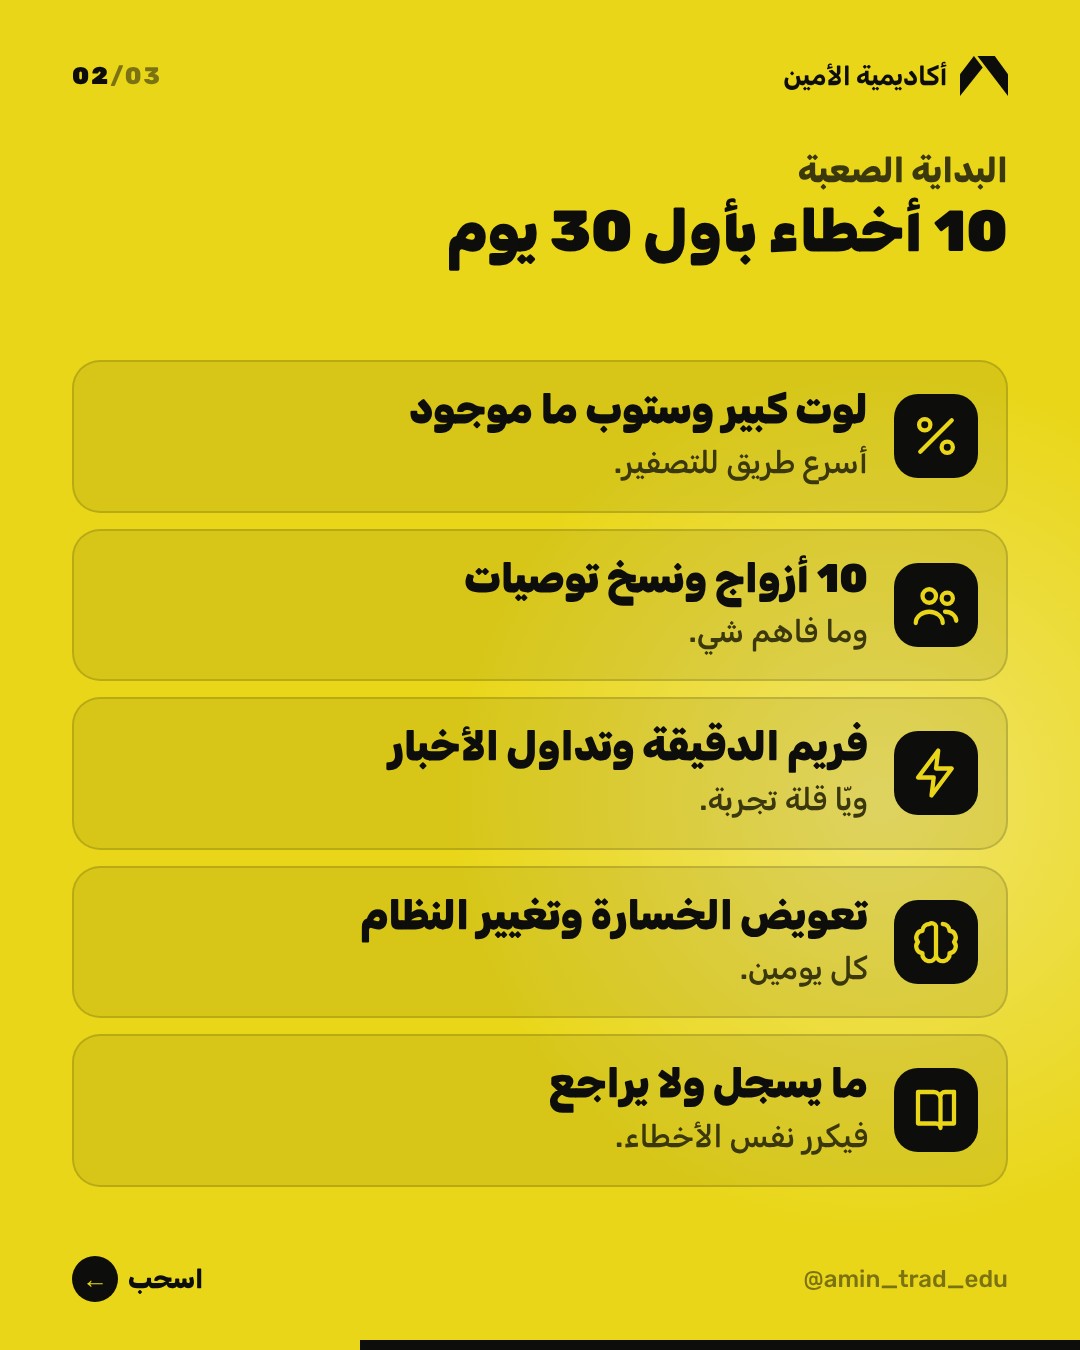 أكاديمية الأمين
02/03
البداية الصعبة
10 أخطاء بأول 30 يوم
لوت كبير وستوب ما موجود
أسرع طريق للتصفير.
10 أزواج ونسخ توصيات
وما فاهم شي.
فريم الدقيقة وتداول الأخبار
ويّا قلة تجربة.
تعويض الخسارة وتغيير النظام
كل يومين.
ما يسجل ولا يراجع
فيكرر نفس الأخطاء.
@amin_trad_edu
اسحب ←